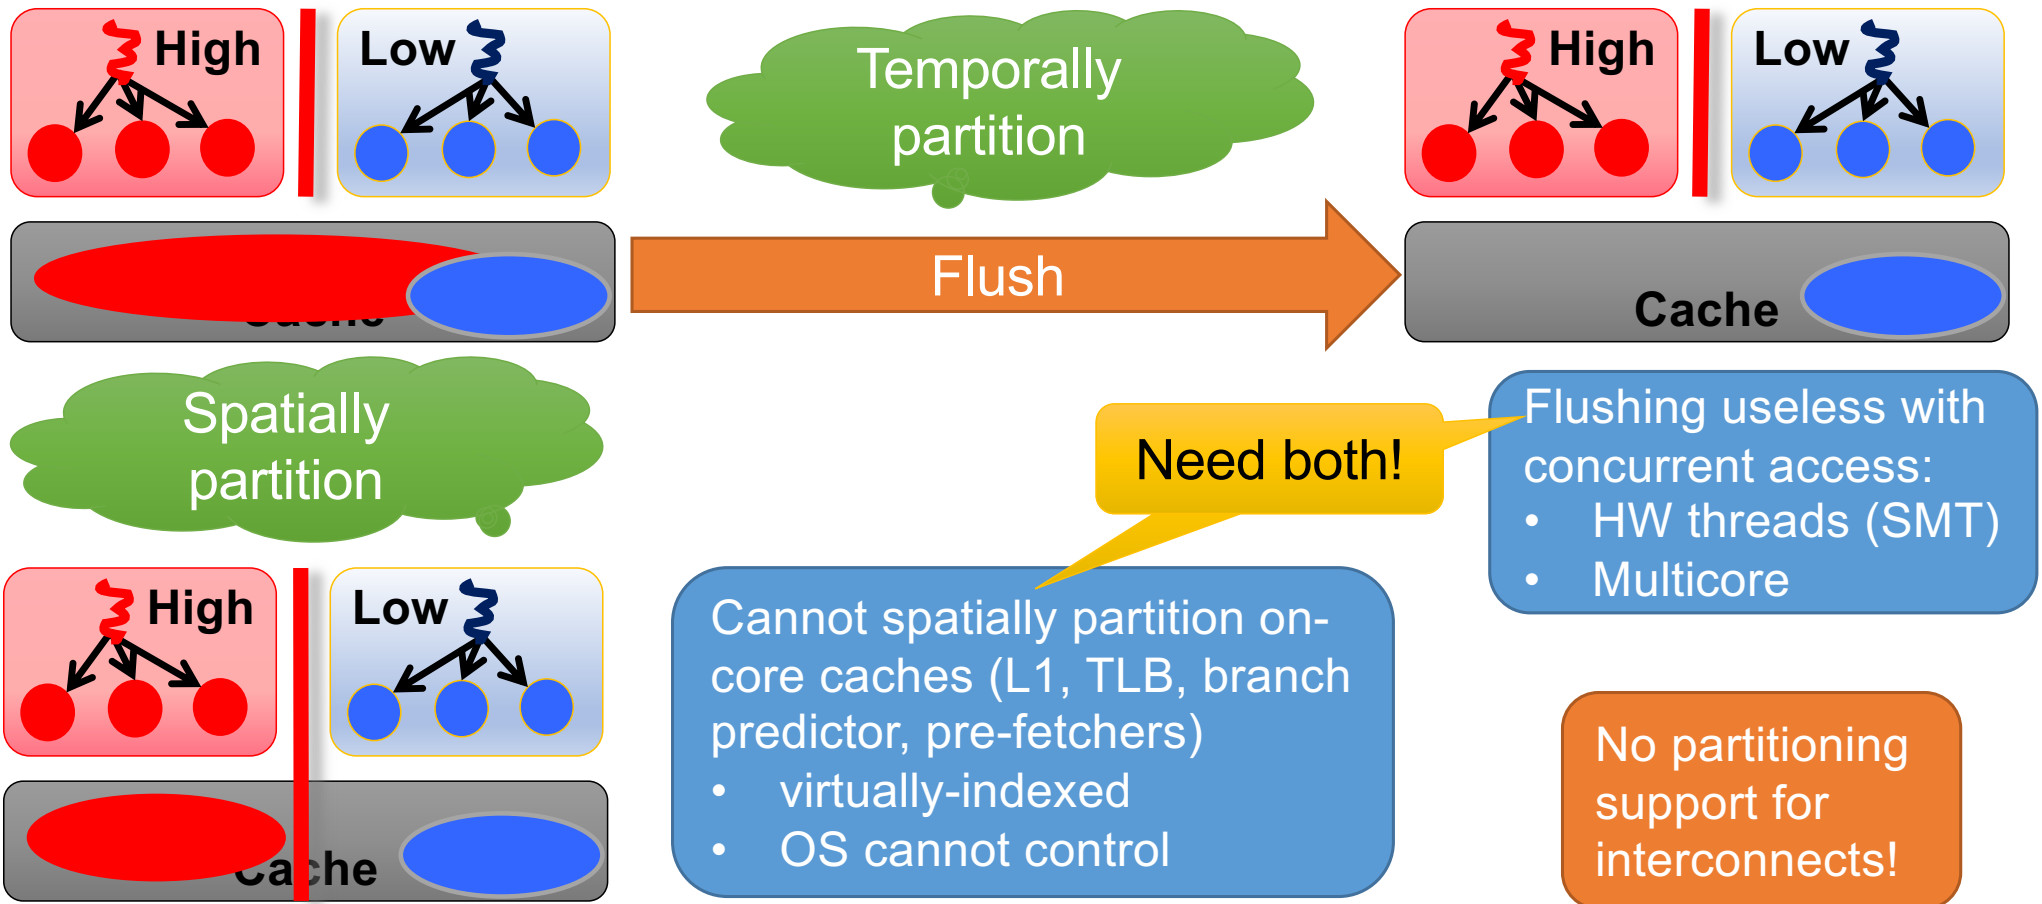 High
Low
Temporally
partition
High
Low
Flush
Cache
Cache
Spatially
partition
Need both!
Flushing useless with
concurrent access:
• HW threads (SMT)
• Multicore
High
Low
Cannot spatially partition on-
core caches (L1, TLB, branch
predictor, pre-fetchers)
• virtually-indexed
• OS cannot control
No partitioning
support for
interconnects!
Cache